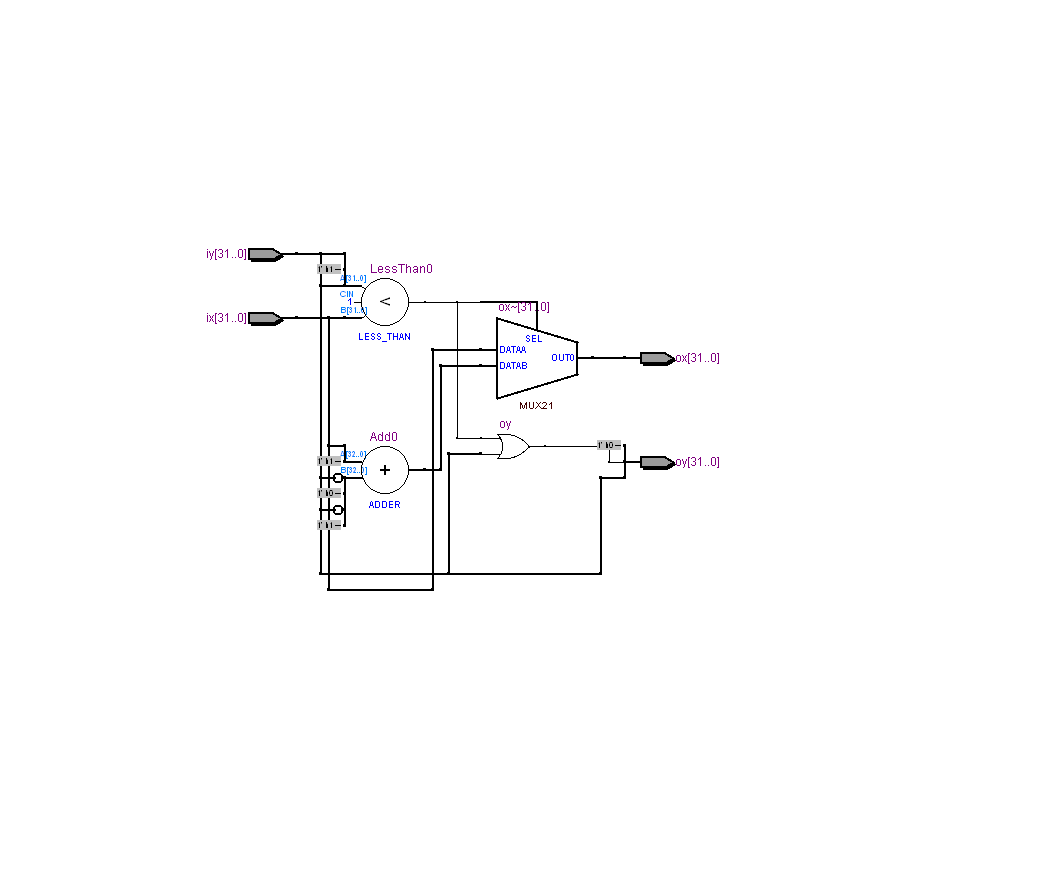 iy[31..0]
1' h1 --
LessThan0
A[31..0]
CIN
1
B[31..0]
<
ix[31..0]
LESS_THAN
ox~[31..0]
SEL
DATAA
OUT0
ox[31..0]
DATAB
MUX21
oy
Add0
1' h0 --
A[32..0]
1' h1 --
oy[31..0]
B[32..0]
+
1' h0 --
ADDER
1' h1 --